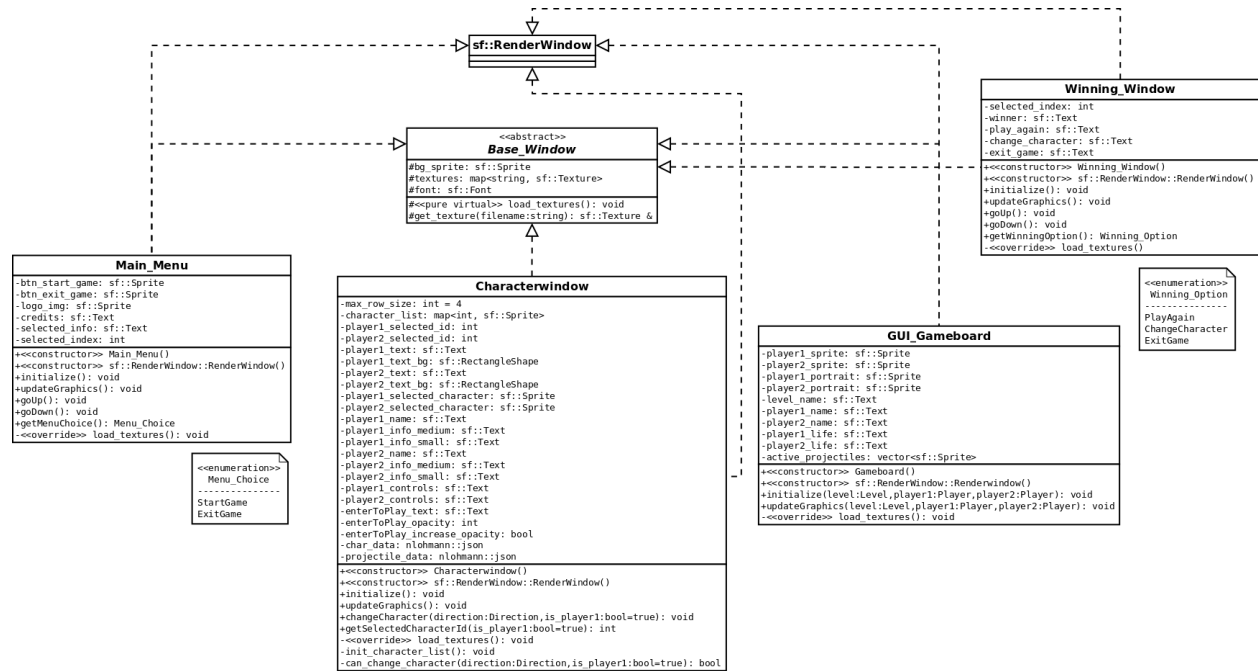 sf::RenderWindow
<<abstract>>
Base_Window
#bg_sprite: sf::Sprite
#textures: map<string, sf::Texture>
#font: sf::Font
#<<pure virtual>> load_textures(): void
#get_texture(filename:string): sf::Texture &
Winning_Window
-selected_index: int
-winner: sf::Text
-play_again: sf::Text
-change_character: sf::Text
-exit_game: sf::Text
+<<constructor>> Winning_Window()
+<<constructor>> sf::RenderWindow::RenderWindow()
+initialize(): void
+updateGraphics(): void
+goUp(): void
+goDown(): void
+getWinningOption(): Winning_Option
-<<override>> load_textures()
<<enumeration>>
Winning_Option
---------------
PlayAgain
ChangeCharacter
ExitGame
Main_Menu
-btn_start_game: sf::Sprite
-btn_exit_game: sf::Sprite
-logo_img: sf::Sprite
-credits: sf::Text
-selected_info: sf::Text
-selected_index: int
+<<constructor>> Main_Menu()
+<<constructor>> sf::RenderWindow::RenderWindow()
+initialize(): void
+updateGraphics(): void
+goUp(): void
+goDown(): void
+getMenuChoice(): Menu_Choice
-<<override>> load_textures(): void
<<enumeration>>
Menu_Choice
---------------
StartGame
ExitGame
Characterwindow
-max_row_size: int = 4
-character_list: map<int, sf::Sprite>
-player1_selected_id: int
-player2_selected_id: int
-player1_text: sf::Text
-player1_text_bg: sf::RectangleShape
-player2_text: sf::Text
-player2_text_bg: sf::RectangleShape
-player1_selected_character: sf::Sprite
-player2_selected_character: sf::Sprite
-player1_name: sf::Text
-player1_info_medium: sf::Text
-player1_info_small: sf::Text
-player2_name: sf::Text
-player2_info_medium: sf::Text
-player2_info_small: sf::Text
-player1_controls: sf::Text
-player2_controls: sf::Text
-enterToPlay_text: sf::Text
-enterToPlay_opacity: int
-enterToPlay_increase_opacity: bool
-char_data: nlohmann::json
-projectile_data: nlohmann::json
+<<constructor>> Characterwindow()
+<<constructor>> sf::RenderWindow::RenderWindow()
+initialize(): void
+updateGraphics(): void
+changeCharacter(direction:Direction,is_player1:bool=true): void
+getSelectedCharacterId(is_player1:bool=true): int
-<<override>> load_textures(): void
-init_character_list(): void
-can_change_character(direction:Direction,is_player1:bool=true): bool
GUI_Gameboard
-player1_sprite: sf::Sprite
-player2_sprite: sf::Sprite
-player1_portrait: sf::Sprite
-player2_portrait: sf::Sprite
-level_name: sf::Text
-player1_name: sf::Text
-player2_name: sf::Text
-player1_life: sf::Text
-player2_life: sf::Text
-active_projectiles: vector<sf::Sprite>
+<<constructor>> Gameboard()
+<<constructor>> sf::RenderWindow::Renderwindow()
+initialize(level:Level,player1:Player,player2:Player): void
+updateGraphics(level:Level,player1:Player,player2:Player): void
-<<override>> load_textures(): void